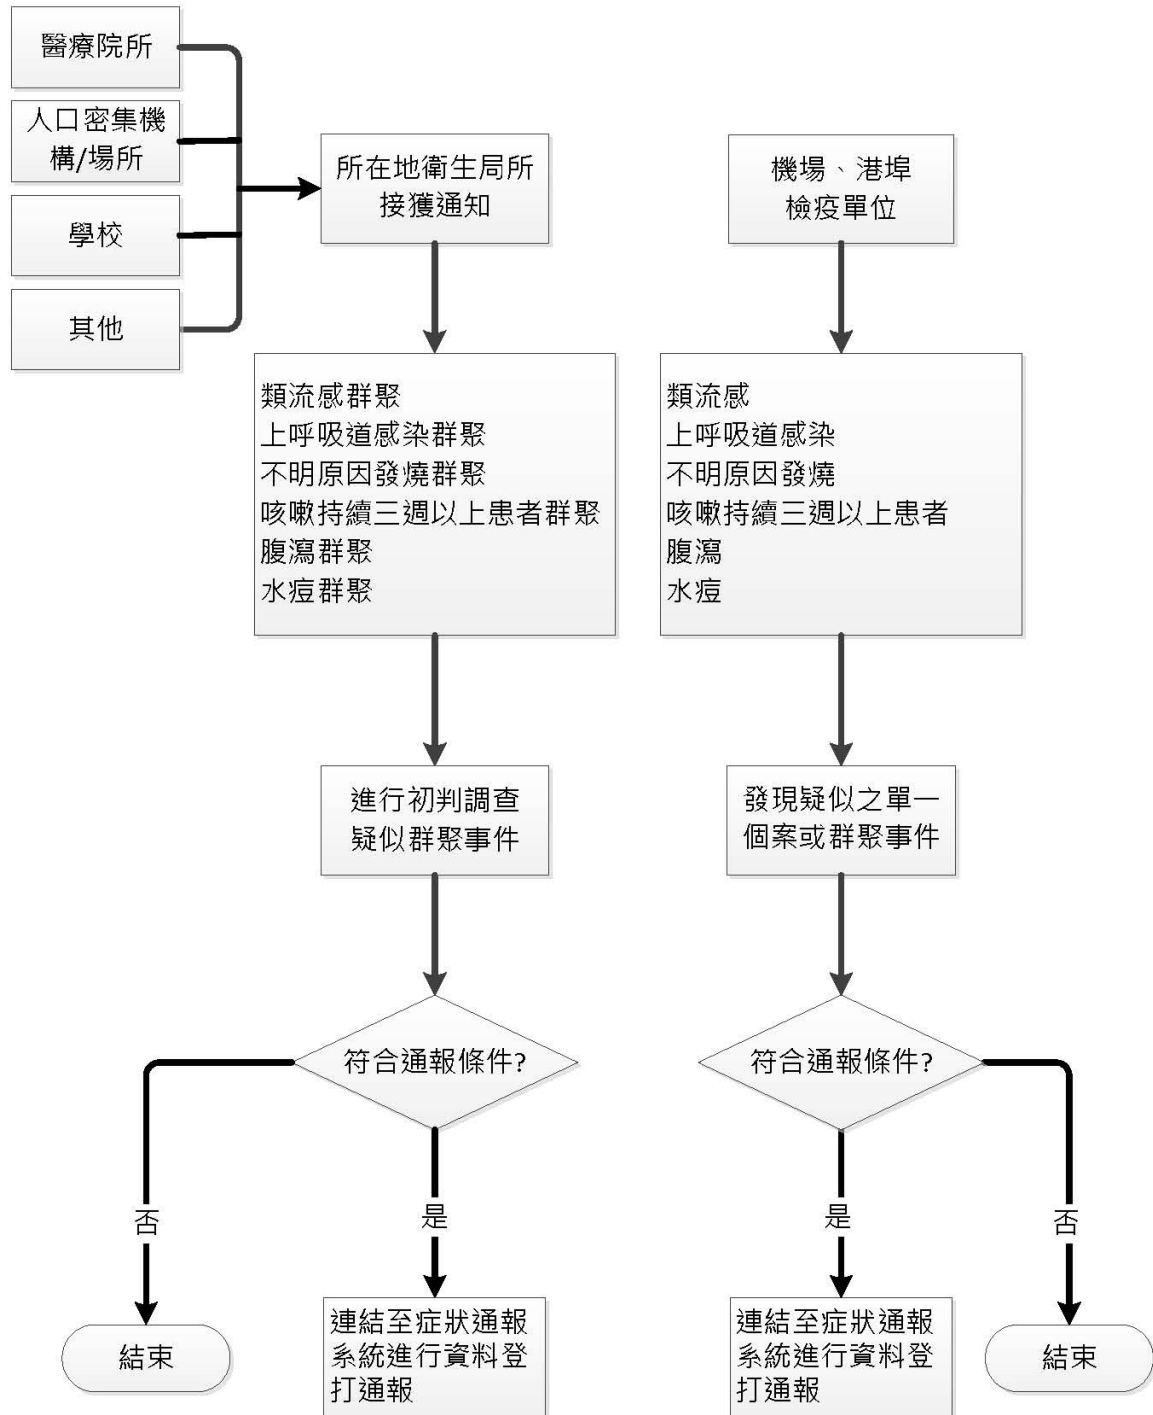 醫療院所
人口密集機
構/場所
學校
其他
所在地衛生局所
接獲通知
類流感群聚
上呼吸道感染群聚
不明原因發燒群聚
咳嗽持續三週以上患者群聚
腹瀉群聚
水痘群聚
進行初判調查
疑似群聚事件
符合通報條件?
否
是
結束
連結至症狀通報
系統進行資料登
打通報
機場、港埠
檢疫單位
類流感
上呼吸道感染
不明原因發燒
咳嗽持續三週以上患者
腹瀉
水痘
發現疑似之單一
個案或群聚事件
符合通報條件?
是
否
連結至症狀通報
系統進行資料登
打通報
結束